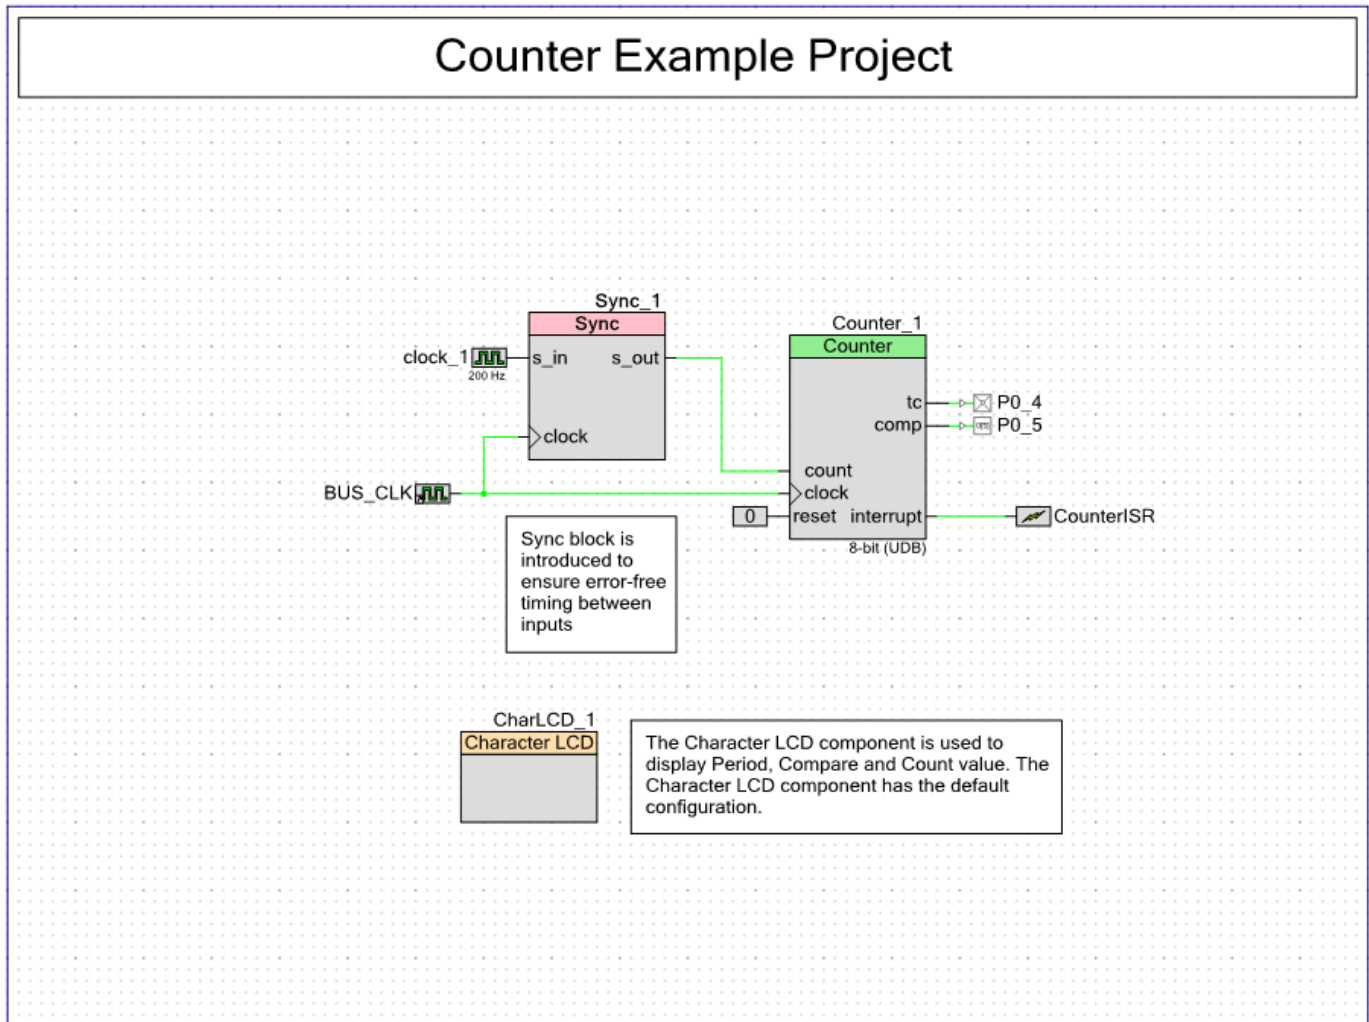 Counter Example Project
Sync_1
Sync
clock_1
200 Hz
s_in
s_out
clock
BUS_CLK
Counter_1
Counter
tc
P0_4
comp
P0_5
count
clock
0
reset
interrupt
CounterISR
8-bit (UDB)
Sync block is
introduced to
ensure error-free
timing between
inputs
CharLCD_1
Character LCD
The Character LCD component is used to
display Period, Compare and Count value. The
Character LCD component has the default
configuration.